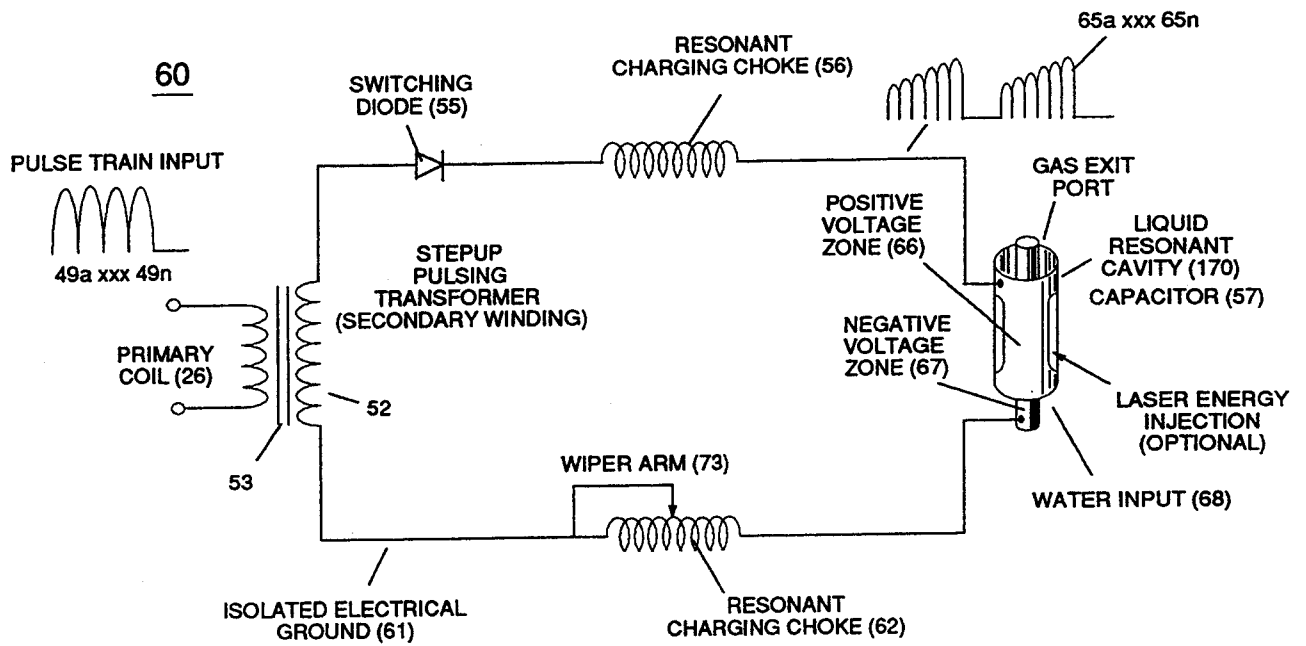 60
PULSE TRAIN INPUT
49a xxx 49n
SWITCHING
DIODE (55)
RESONANT
CHARGING CHOKE (56)
65a xxx 65n
GAS EXIT
PORT
POSITIVE
VOLTAGE
ZONE (66)
LIQUID
RESONANT
CAVITY (170)
CAPACITOR (57)
STEPUP
PULSING
TRANSFORMER
(SECONDARY WINDING)
NEGATIVE
VOLTAGE
ZONE (67)
PRIMARY
COIL (26)
52
53
LASER ENERGY
INJECTION
(OPTIONAL)
WIPER ARM (73)
WATER INPUT (68)
ISOLATED ELECTRICAL
GROUND (61)
RESONANT
CHARGING CHOKE (62)